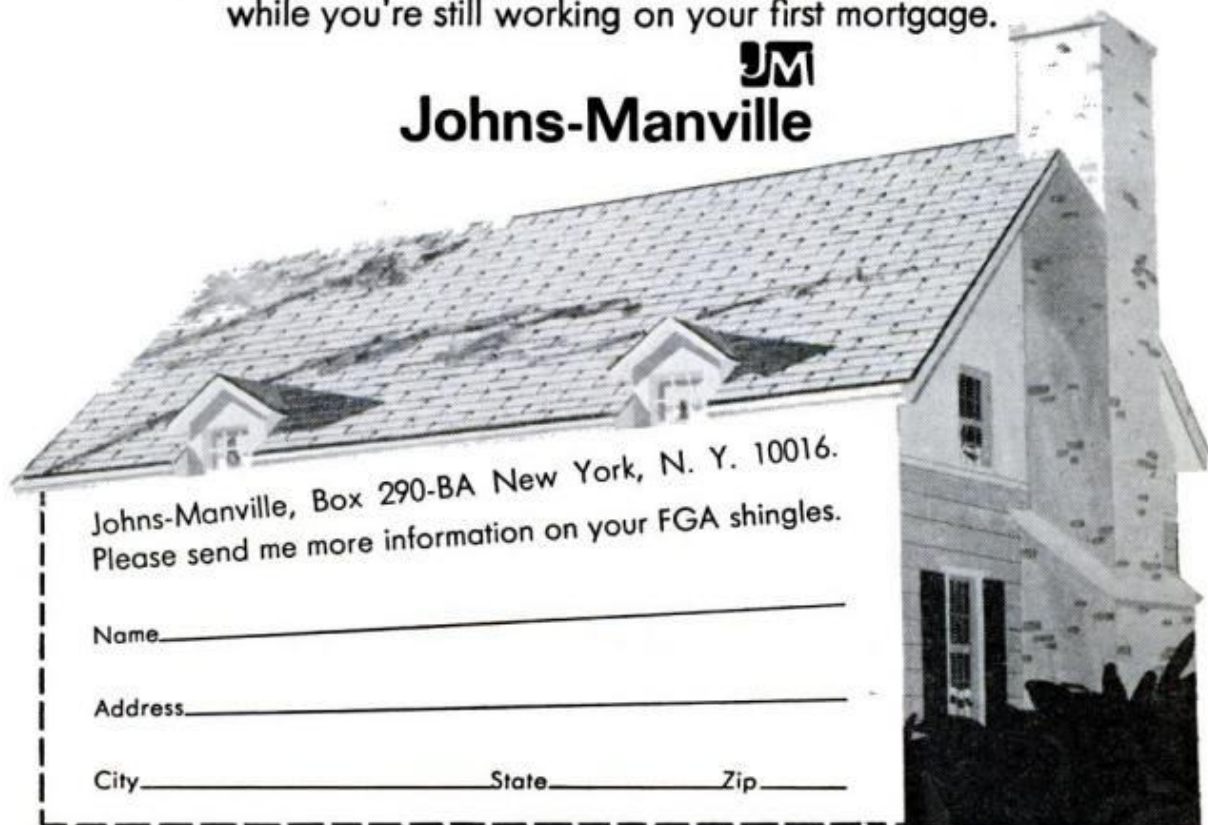 while you're still working on your first mortgage.
JM
Johns-Manville
Johns-Manville, Box 290-BA New York, N. Y. 10016.
Please send me more information on your FGA shingles.
Name
Address
City State Zip